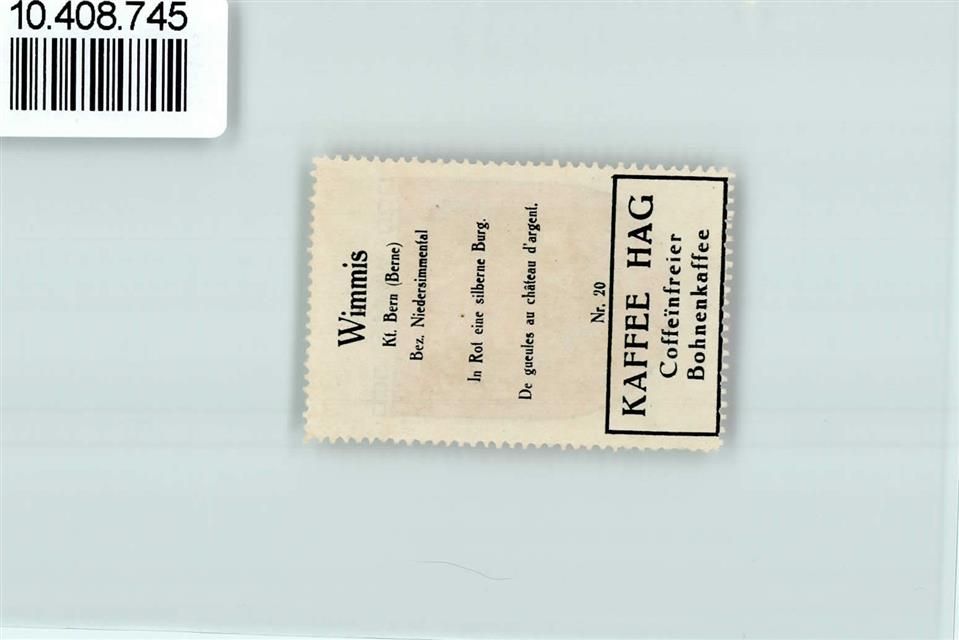 10.408.745
Wimmis
Kt. Bern (Berne)
Bez. Niedersimmental
In Rot eine silberne Burg.
De gueules au château d'argent.
Nr. 20
KAFFEE HAG
Coffeïnfreier
Bohnenkaffee